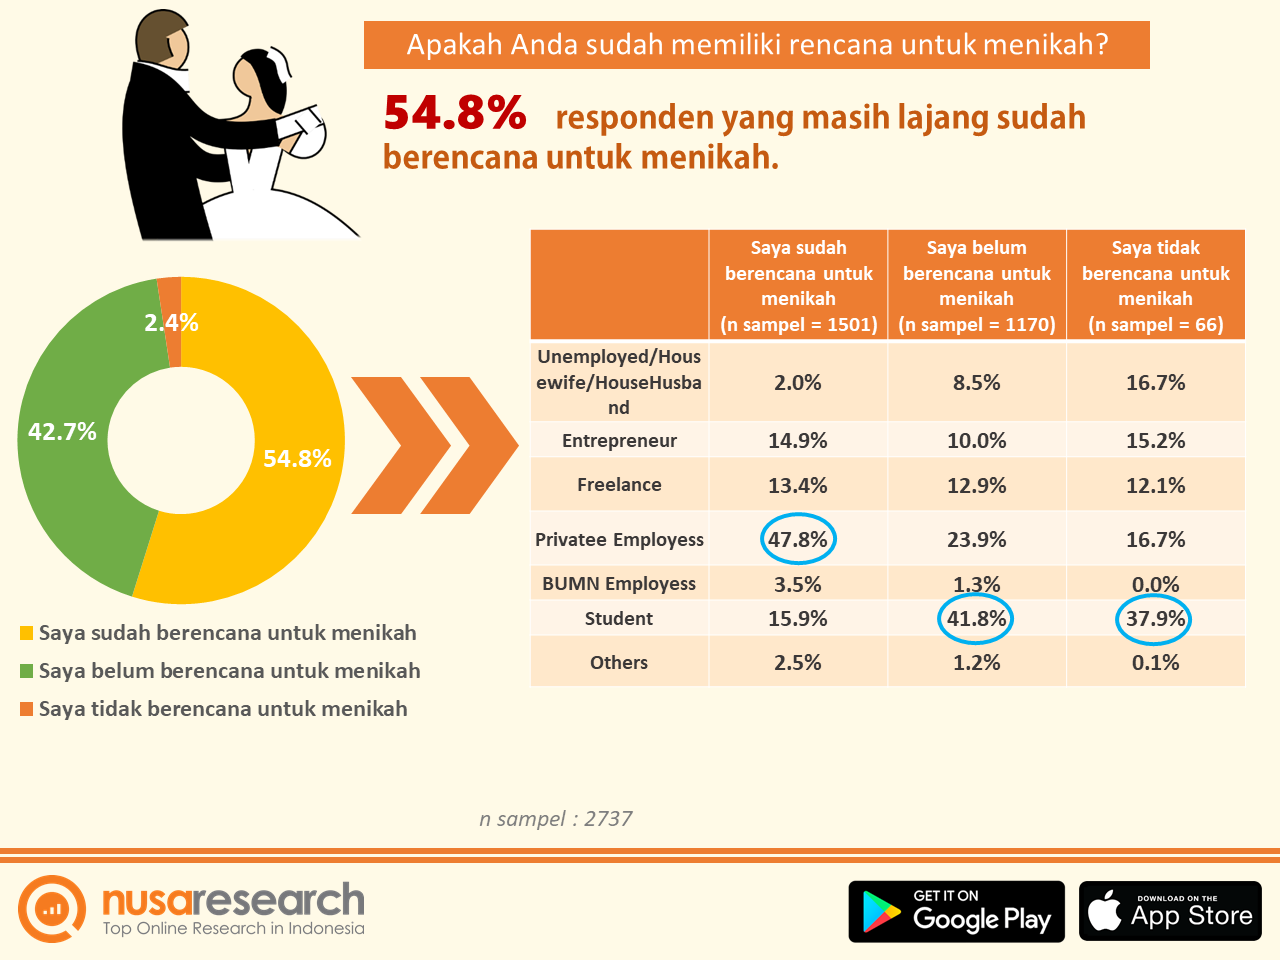 Apakah Anda sudah memiliki rencana untuk menikah?
54.8% responden yang masih lajang sudah
berencana untuk menikah.
2.4%
42.7%
54.8%
Saya sudah berencana untuk menikah
Saya belum berencana untuk menikah
Saya tidak berencana untuk menikah
Saya sudah berencana untuk menikah (n sampel = 1501)
Saya belum berencana untuk menikah (n sampel = 1170)
Saya tidak berencana untuk menikah (n sampel = 66)
Unemployed/Hous
ewife/HouseHusba
nd
2.0% 8.5% 16.7%
Entrepreneur 14.9% 10.0% 15.2%
Freelance 13.4% 12.9% 12.1%
Privatee Employess 47.8% 23.9% 16.7%
BUMN Employess 3.5% 1.3% 0.0%
Student 15.9% 41.8% 37.9%
Others 2.5% 1.2% 0.1%
n sampel : 2737
nusaresearch
Top Online Research in Indonesia
GET IT ON
Google Play
DOWNLOAD ON THE
App Store